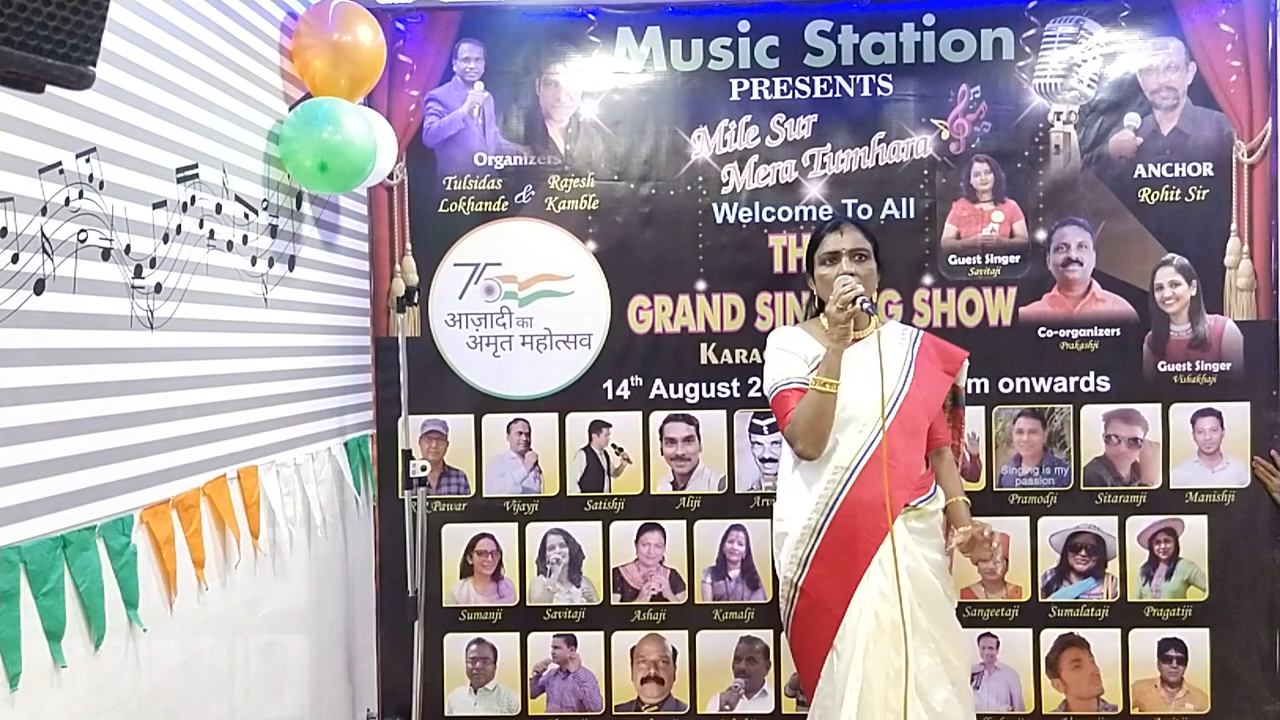 Music Station
PRESENTS
Mile Sur
Mera Tumhara
Organizers
Tulsidas Lokhande & Rajesh Kamble
ANCHOR
Rohit Sir
Welcome To All
Guest Singer
Savitaji
GRAND SHOW
75
आज़ादी का
अमृत महोत्सव
Co-organizers
Prakashji
Guest Singer
Vishakhaji
14th August
onwards
Singing is my
passion
Pawar
Vijayji
Satishji
Aliji
Pramodji
Sitaramji
Manishji
Sumanji
Savitaji
Ashaji
Kamalji
Sangeetaji
Sumalataji
Pragatiji